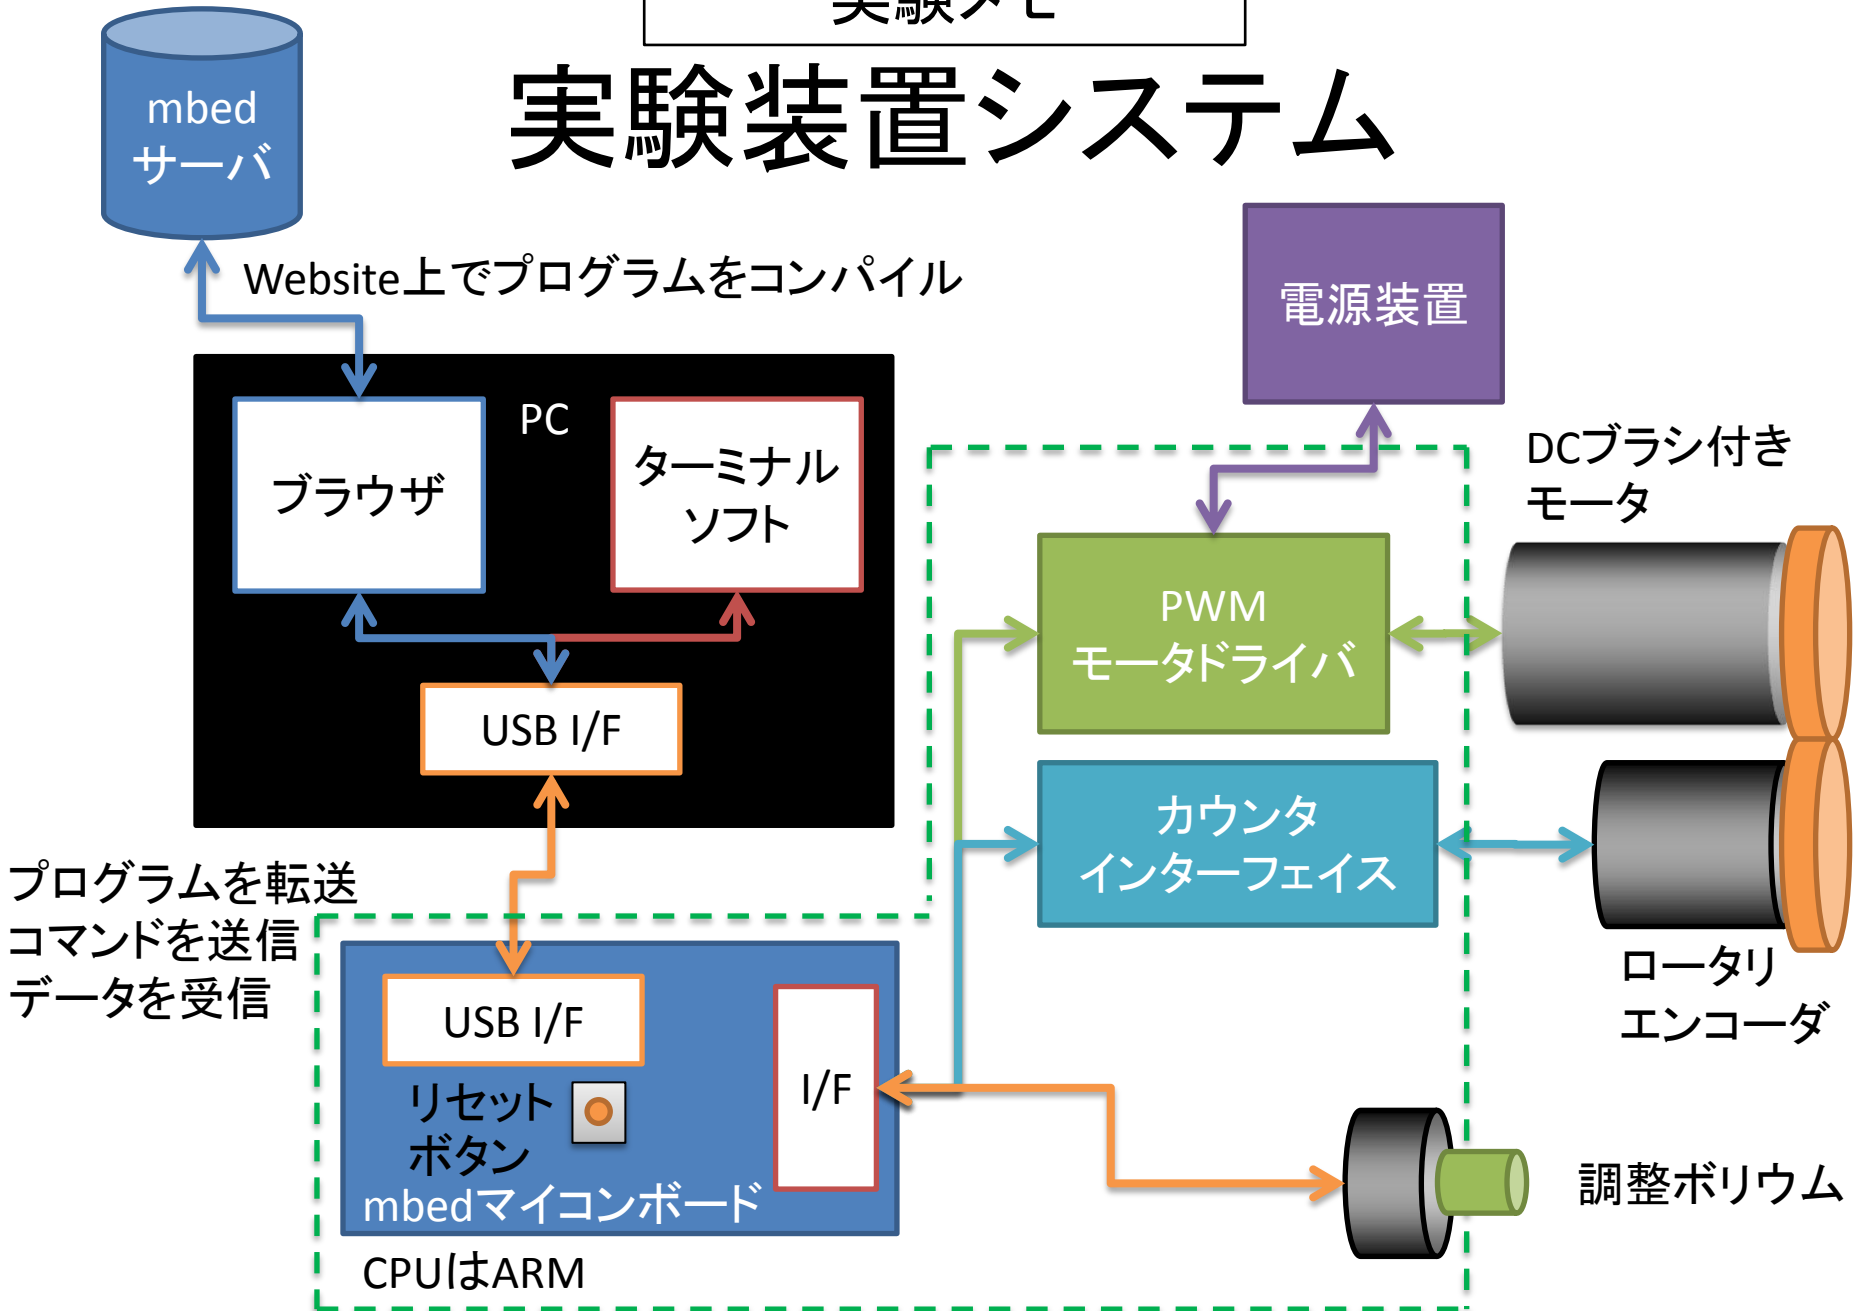 実験メモ
実験装置システム
mbed
サーバ
Website上でプログラムをコンパイル
電源装置
PC
ブラウザ
ターミナル
ソフト
DCブラシ付き
モータ
PWM
モータドライバ
USB I/F
カウンタ
インターフェイス
プログラムを転送
コマンドを送信
データを受信
ロータリ
エンコーダ
USB I/F
I/F
リセット
ボタン
mbedマイコンボード
調整ボリウム
CPUはARM